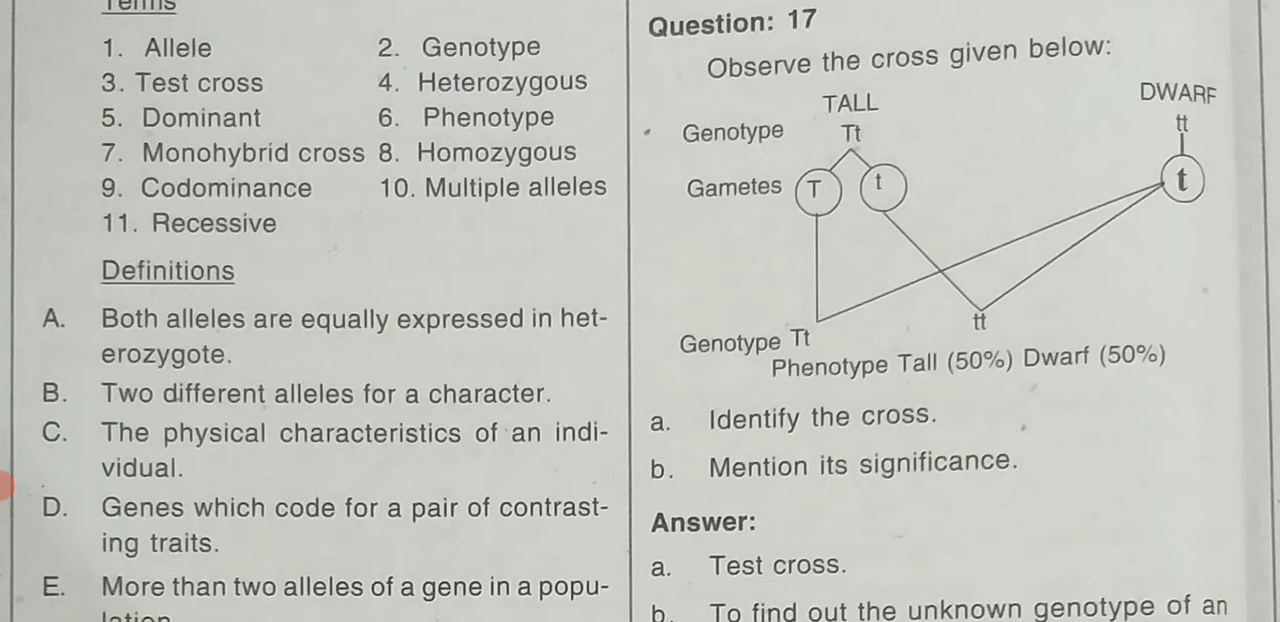 Terms
1. Allele 2. Genotype
3. Test cross 4. Heterozygous
5. Dominant 6. Phenotype
7. Monohybrid cross 8. Homozygous
9. Codominance 10. Multiple alleles
11. Recessive
Definitions
A. Both alleles are equally expressed in het-
erozygote.
B. Two different alleles for a character.
C. The physical characteristics of an indi-
vidual.
D. Genes which code for a pair of contrast-
ing traits.
E. More than two alleles of a gene in a popu-
lation
Question: 17
Observe the cross given below:
TALL DWARF
Genotype Tt tt
Gametes T t t
Genotype Tt tt
Phenotype Tall (50%) Dwarf (50%)
a. Identify the cross.
b. Mention its significance.
Answer:
a. Test cross.
b. To find out the unknown genotype of an